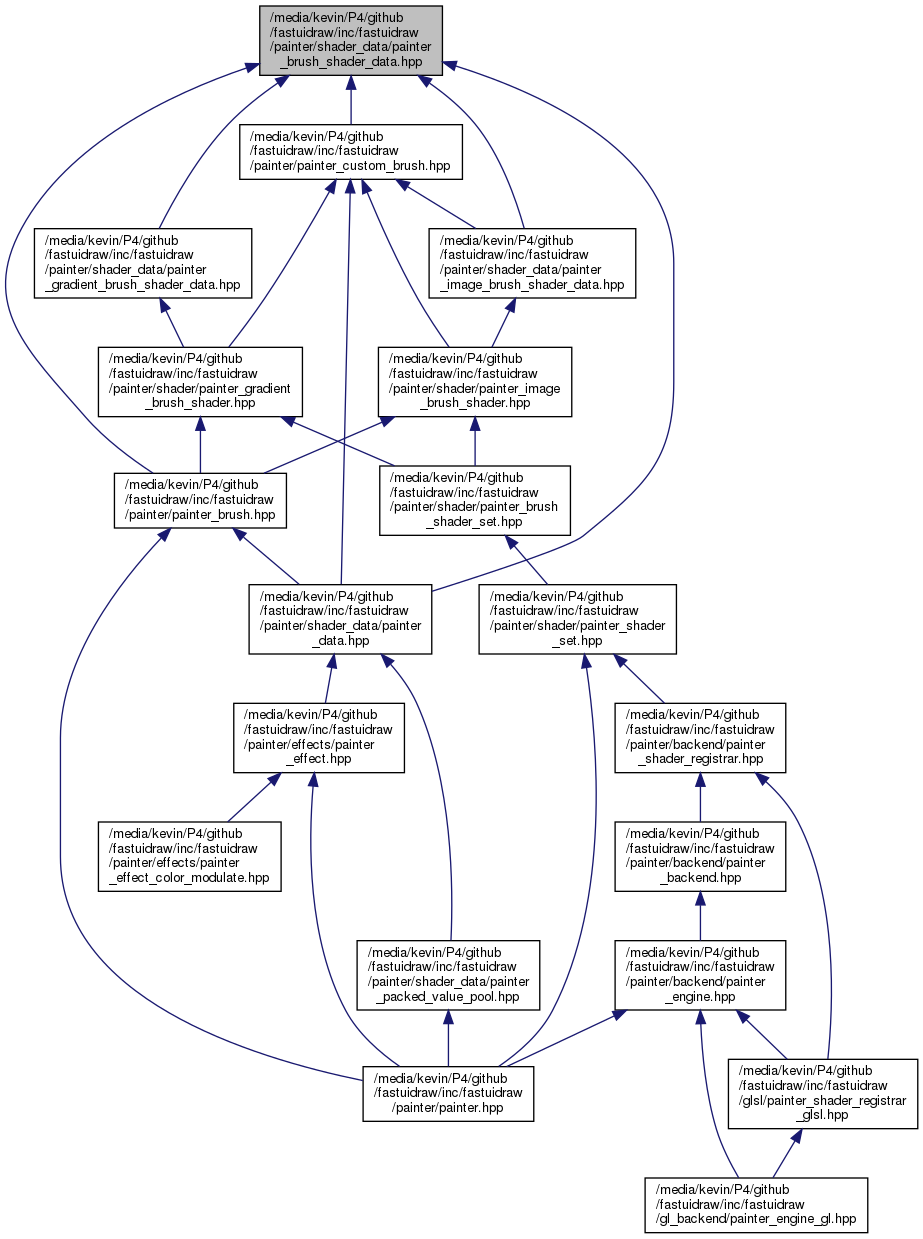 /media/kevin/P4/github
/fastuidraw/inc/fastuidraw
/painter/shader_data/painter
_brush_shader_data.hpp
/media/kevin/P4/github
/fastuidraw/inc/fastuidraw
/painter/painter_custom_brush.hpp
/media/kevin/P4/github
/fastuidraw/inc/fastuidraw
/painter/shader_data/painter
_gradient_brush_shader_data.hpp
/media/kevin/P4/github
/fastuidraw/inc/fastuidraw
/painter/shader_data/painter
_image_brush_shader_data.hpp
/media/kevin/P4/github
/fastuidraw/inc/fastuidraw
/painter/shader/painter_gradient
_brush_shader.hpp
/media/kevin/P4/github
/fastuidraw/inc/fastuidraw
/painter/shader/painter_image
_brush_shader.hpp
/media/kevin/P4/github
/fastuidraw/inc/fastuidraw
/painter/painter_brush.hpp
/media/kevin/P4/github
/fastuidraw/inc/fastuidraw
/painter/shader/painter_brush
_shader_set.hpp
/media/kevin/P4/github
/fastuidraw/inc/fastuidraw
/painter/shader_data/painter
_data.hpp
/media/kevin/P4/github
/fastuidraw/inc/fastuidraw
/painter/shader/painter_shader
_set.hpp
/media/kevin/P4/github
/fastuidraw/inc/fastuidraw
/painter/effects/painter
_effect.hpp
/media/kevin/P4/github
/fastuidraw/inc/fastuidraw
/painter/backend/painter
_shader_registrar.hpp
/media/kevin/P4/github
/fastuidraw/inc/fastuidraw
/painter/effects/painter
_effect_color_modulate.hpp
/media/kevin/P4/github
/fastuidraw/inc/fastuidraw
/painter/backend/painter
_backend.hpp
/media/kevin/P4/github
/fastuidraw/inc/fastuidraw
/painter/shader_data/painter
_packed_value_pool.hpp
/media/kevin/P4/github
/fastuidraw/inc/fastuidraw
/painter/backend/painter
_engine.hpp
/media/kevin/P4/github
/fastuidraw/inc/fastuidraw
/painter/painter.hpp
/media/kevin/P4/github
/fastuidraw/inc/fastuidraw
/glsl/painter_shader_registrar
_glsl.hpp
/media/kevin/P4/github
/fastuidraw/inc/fastuidraw
/gl_backend/painter_engine_gl.hpp